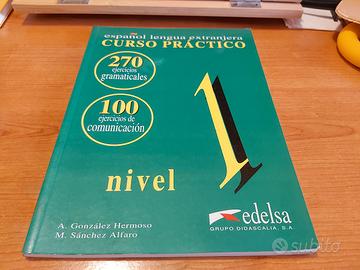 español lengua extranjera
CURSO PRÁCTICO
270
ejercicios
gramaticales
100
ejercicios de
comunicación
1
nivel
A. González Hermoso
M. Sánchez Alfaro
edelsa
GRUPO DIDASCALIA, S.A.
subito